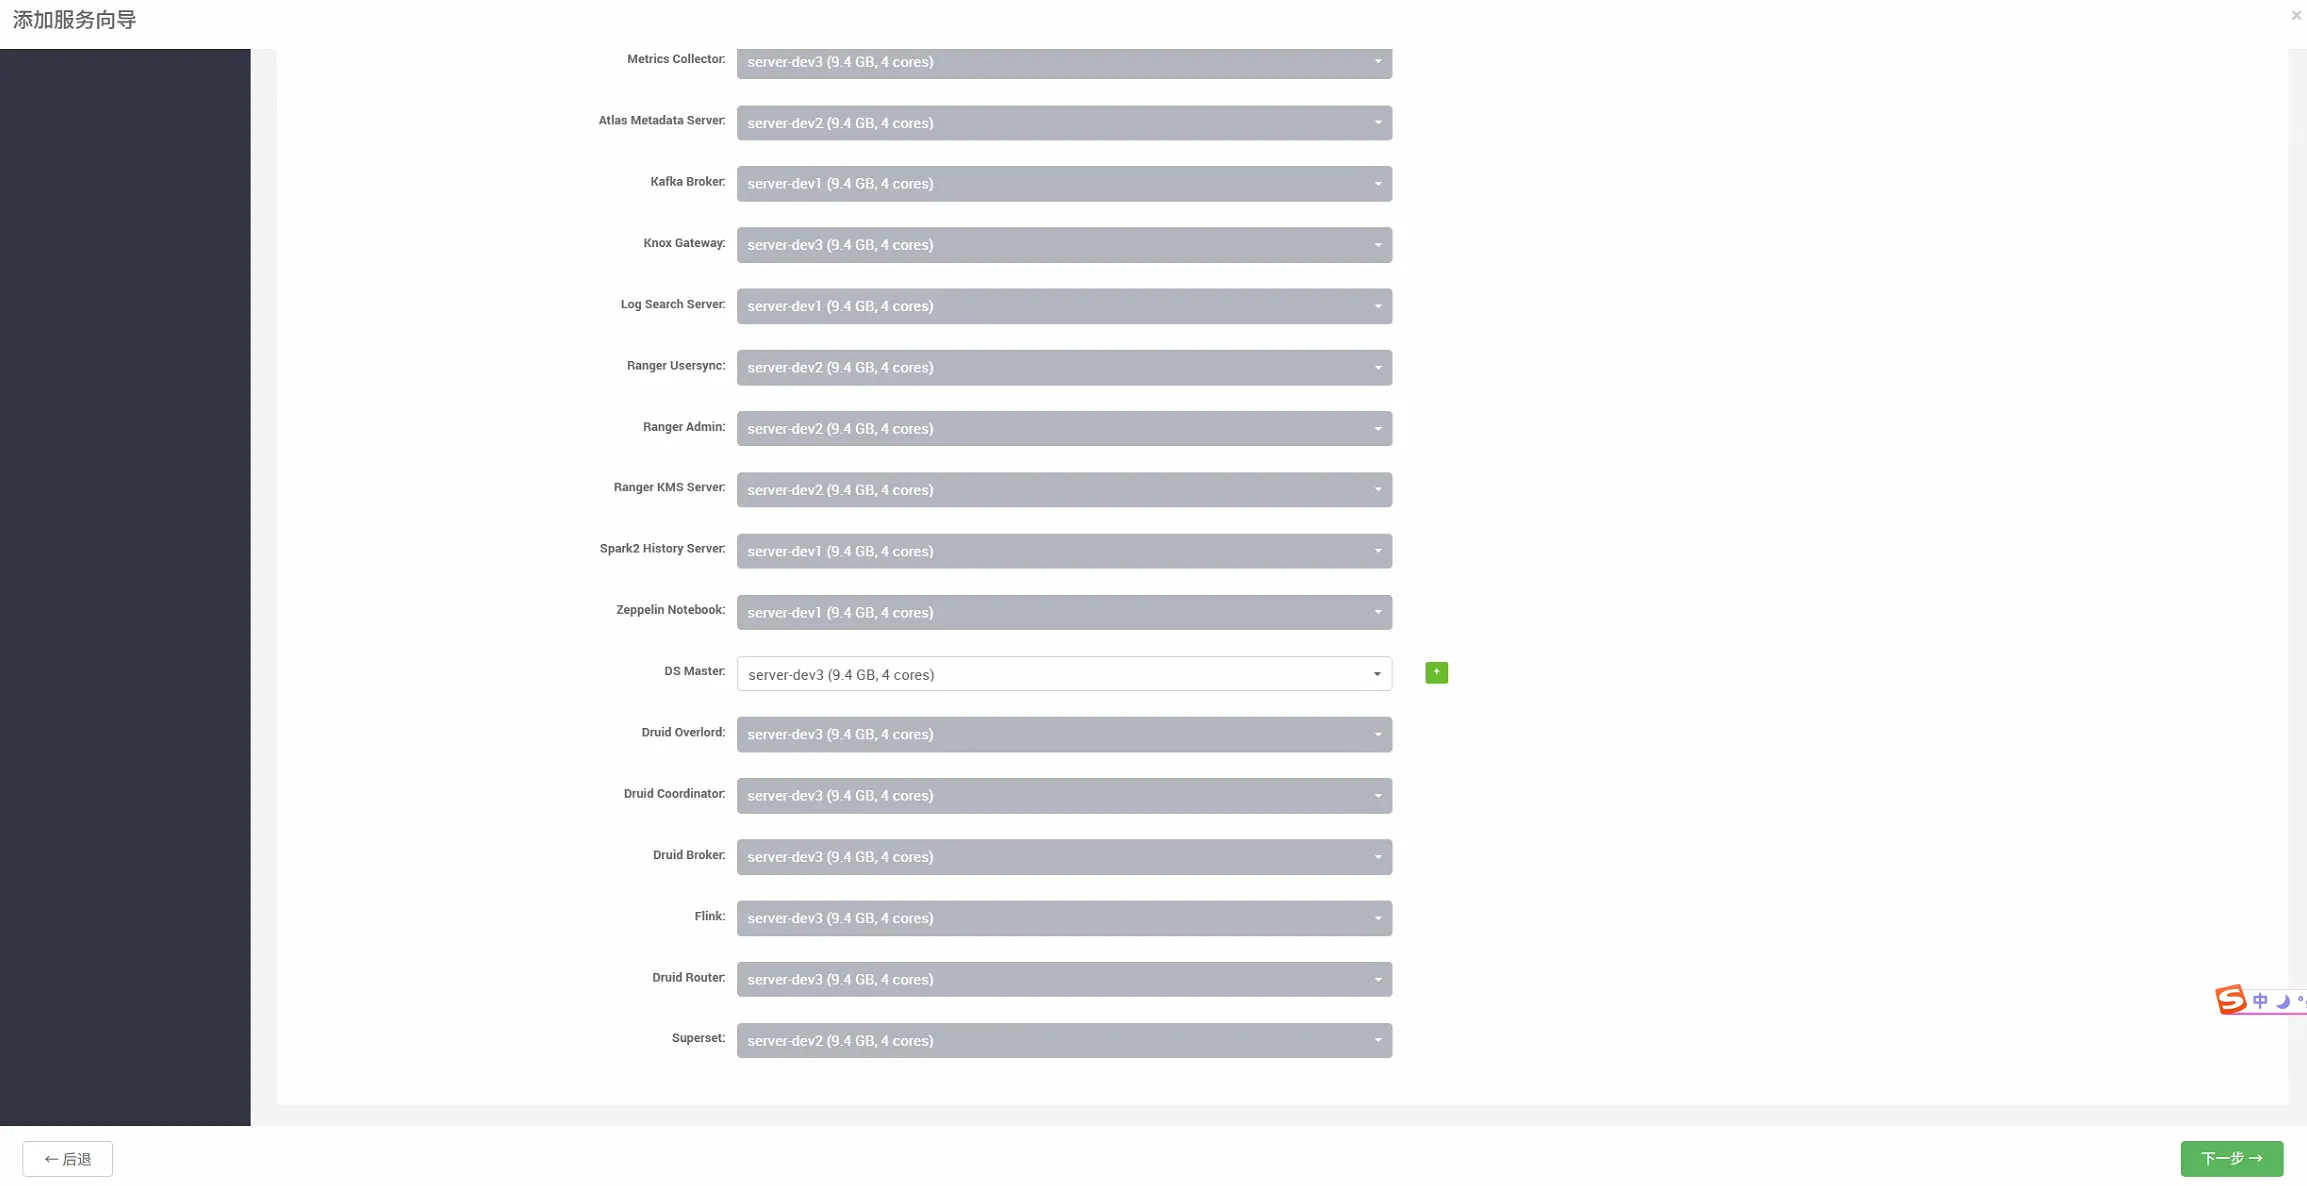 添加服务向导
×
Metrics Collector: server-dev3 (9.4 GB, 4 cores)
Atlas Metadata Server: server-dev2 (9.4 GB, 4 cores)
Kafka Broker: server-dev1 (9.4 GB, 4 cores)
Knox Gateway: server-dev3 (9.4 GB, 4 cores)
Log Search Server: server-dev1 (9.4 GB, 4 cores)
Ranger Usersync: server-dev2 (9.4 GB, 4 cores)
Ranger Admin: server-dev2 (9.4 GB, 4 cores)
Ranger KMS Server: server-dev2 (9.4 GB, 4 cores)
Spark2 History Server: server-dev1 (9.4 GB, 4 cores)
Zeppelin Notebook: server-dev1 (9.4 GB, 4 cores)
DS Master: server-dev3 (9.4 GB, 4 cores) +
Druid Overlord: server-dev3 (9.4 GB, 4 cores)
Druid Coordinator: server-dev3 (9.4 GB, 4 cores)
Druid Broker: server-dev3 (9.4 GB, 4 cores)
Flink: server-dev3 (9.4 GB, 4 cores)
Druid Router: server-dev3 (9.4 GB, 4 cores)
S 中
Superset: server-dev2 (9.4 GB, 4 cores)
← 后退
下一步 →